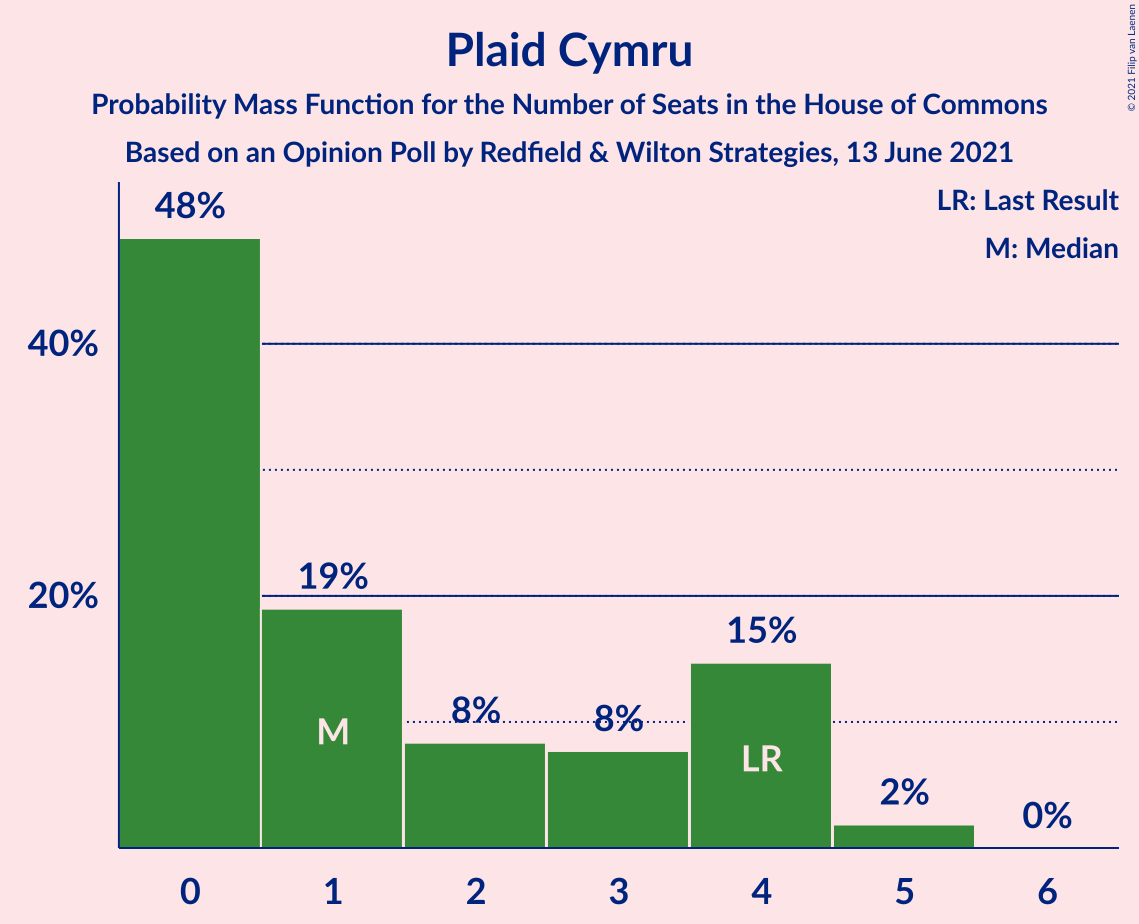 Plaid Cymru
Probability Mass Function for the Number of Seats in the House of Commons
Based on an Opinion Poll by Redfield & Wilton Strategies, 13 June 2021
© 2021 Filip van Laenen
LR: Last Result
M: Median
48%
40%
19%
20%
15%
8%
8%
M
LR
2%
0%
0 1 2 3 4 5 6